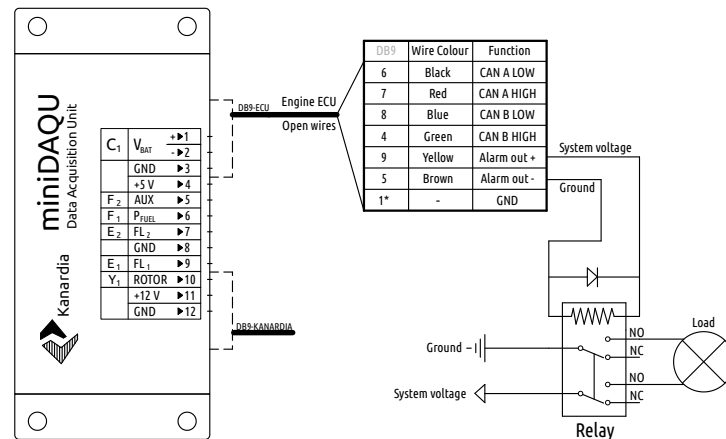 miniDAQU
Data Acquisition Unit
Kanardia
C1 VBAT + 1
- 2
GND 3
+5 V 4
F2 AUX 5
F1 PFUEL 6
E2 FL2 7
GND 8
E1 FL1 9
Y1 ROTOR 10
+12 V 11
GND 12
DB9-ECU
Engine ECU
Open wires
DB9-KANARDIA
DB9 Wire Colour Function
6 Black CAN A LOW
7 Red CAN A HIGH
8 Blue CAN B LOW
4 Green CAN B HIGH
9 Yellow Alarm out +
5 Brown Alarm out -
1* - GND
System voltage
Ground
Ground
System voltage
NO
NC
NO
NC
Load
Relay